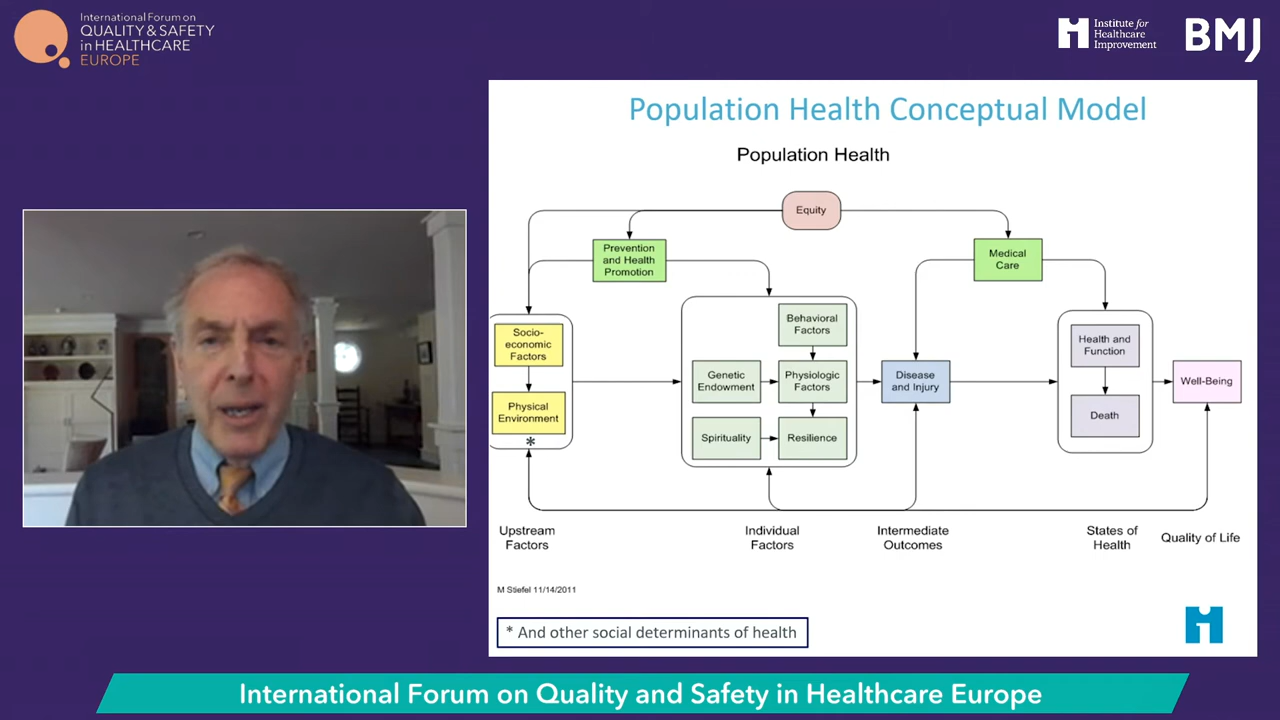 International Forum on
QUALITY & SAFETY
in HEALTHCARE
EUROPE
Institute for
Healthcare
Improvement
BMJ
Population Health Conceptual Model
Population Health
Equity
Prevention
and Health
Promotion
Medical
Care
Socio-
economic
Factors
Physical
Environment
*
Behavioral
Factors
Genetic
Endowment
Physiologic
Factors
Spirituality
Resilience
Disease
and Injury
Health and
Function
Death
Well-Being
Upstream
Factors
Individual
Factors
Intermediate
Outcomes
States of
Health
Quality of Life
M Stiefel 11/14/2011
* And other social determinants of health
International Forum on Quality and Safety in Healthcare Europe